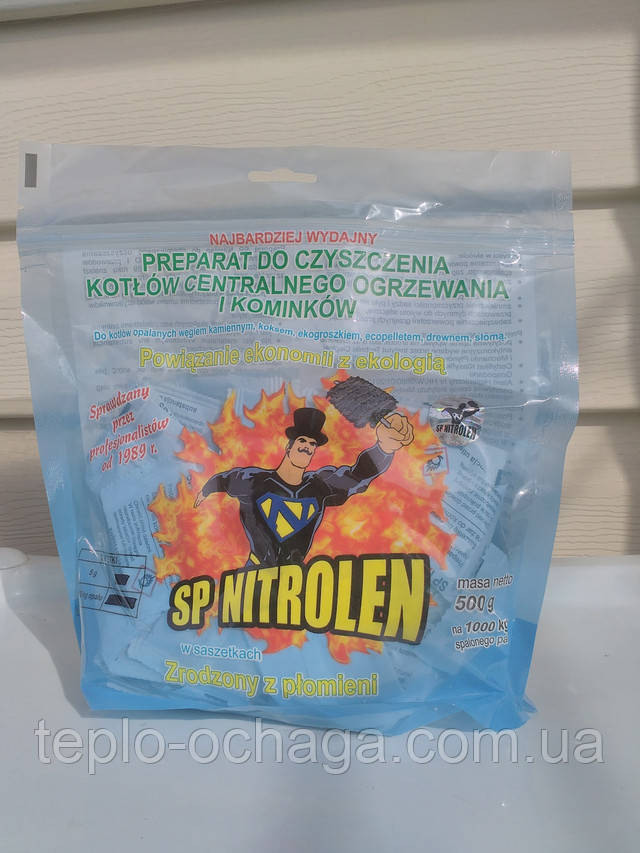 NAJBARDZIEJ WYDAJNY
PREPARAT DO CZYSZCZENIA
KOTŁÓW CENTRALNEGO OGRZEWANIA
I KOMINKÓW
Do kotłów opalanych węglem kamiennym, koksem, ekogroszkiem, ecopelletem, drewnem, słomą.
Powiązanie ekonomii z ekologią
Sprawdzany
przez
profesjonalistów
od 1989 r.
SP NITROLEN
N
5 g
SP NITROLEN
masa netto
500 g
na 1000 kg
spalonego
w saszetkach
Zrodzony z płomieni
teplo-ochaga.com.ua